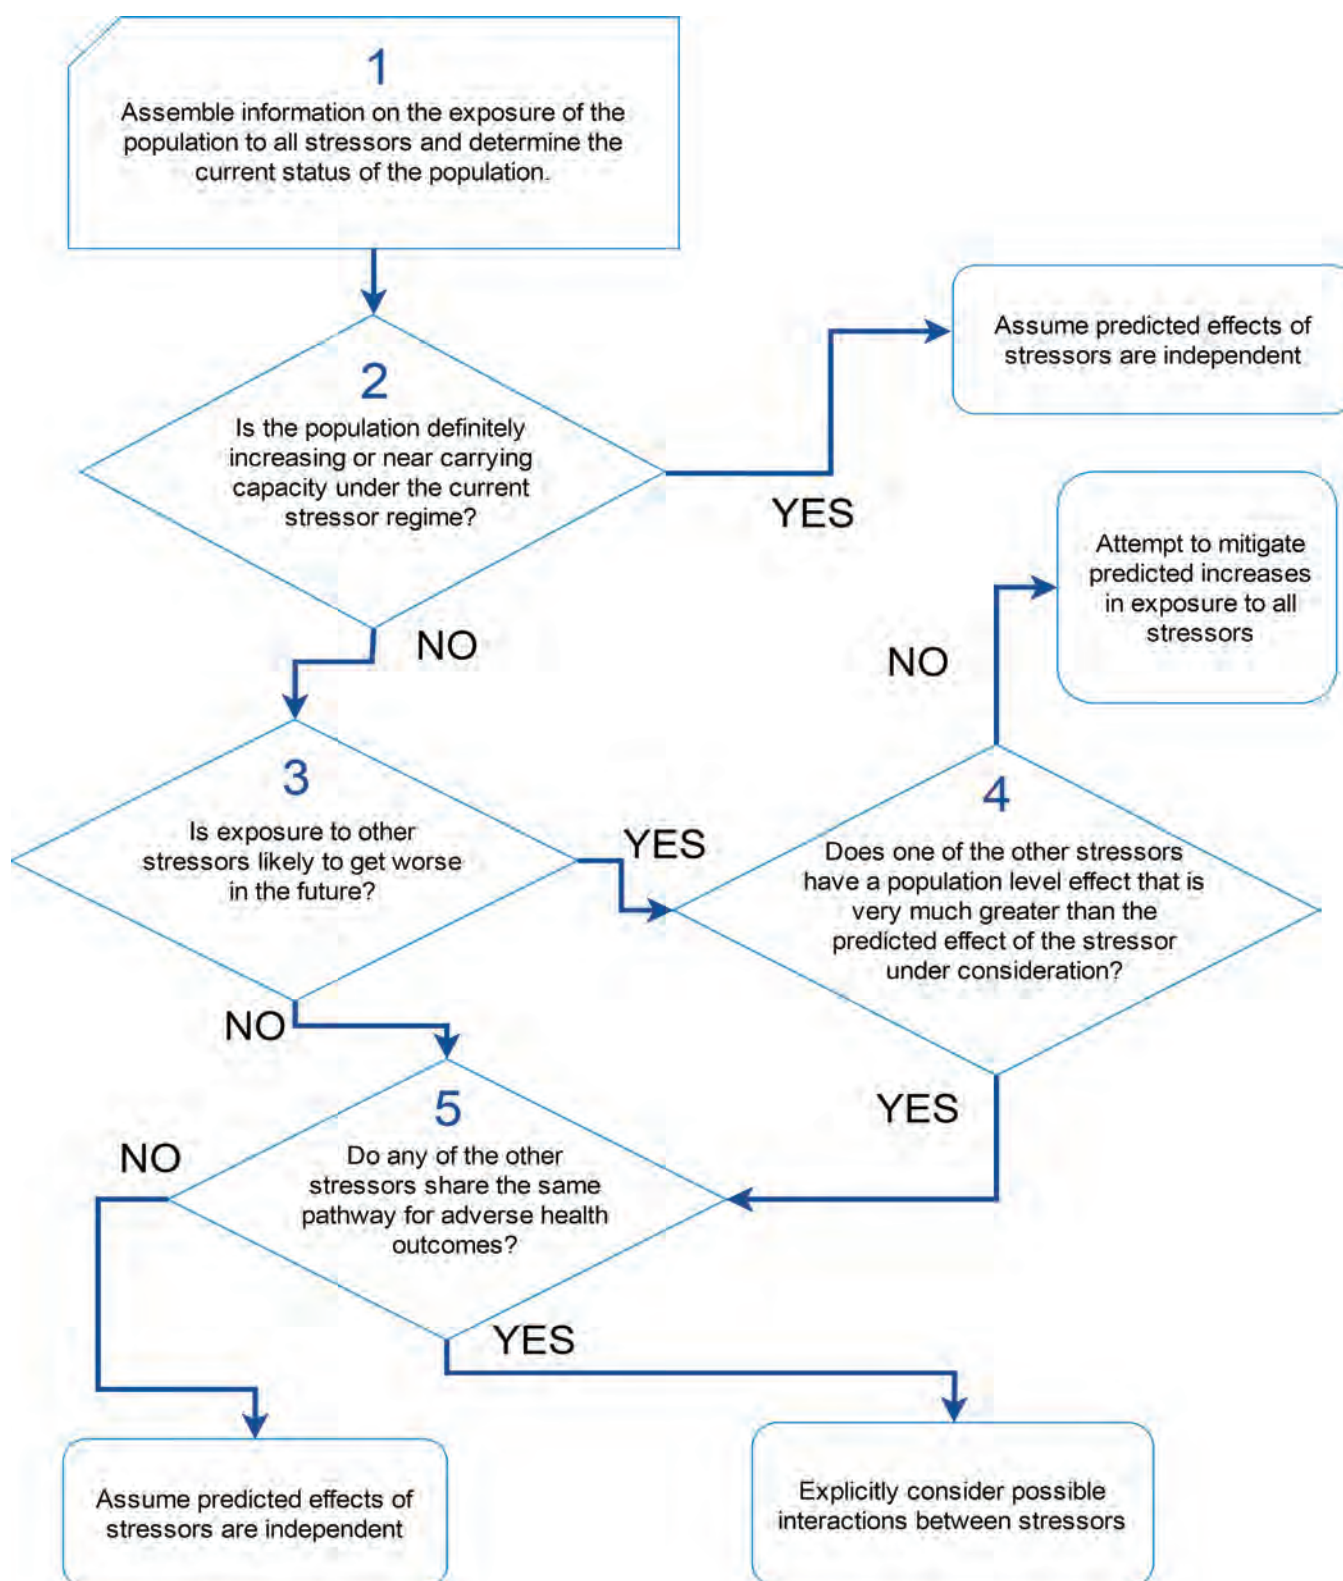 1
Assemble information on the exposure of the
population to all stressors and determine the
current status of the population.
Assume predicted effects of
stressors are independent
2
Is the population definitely
increasing or near carrying
capacity under the current
stressor regime?
YES
NO
Attempt to mitigate
predicted increases
in exposure to all
stressors
NO
3
Is exposure to other
stressors likely to get worse
in the future?
YES
4
Does one of the other stressors
have a population level effect that is
very much greater than the
predicted effect of the stressor
under consideration?
NO
YES
5
Do any of the other
stressors share the same
pathway for adverse health
outcomes?
NO
YES
Assume predicted effects of
stressors are independent
Explicitly consider possible
interactions between stressors